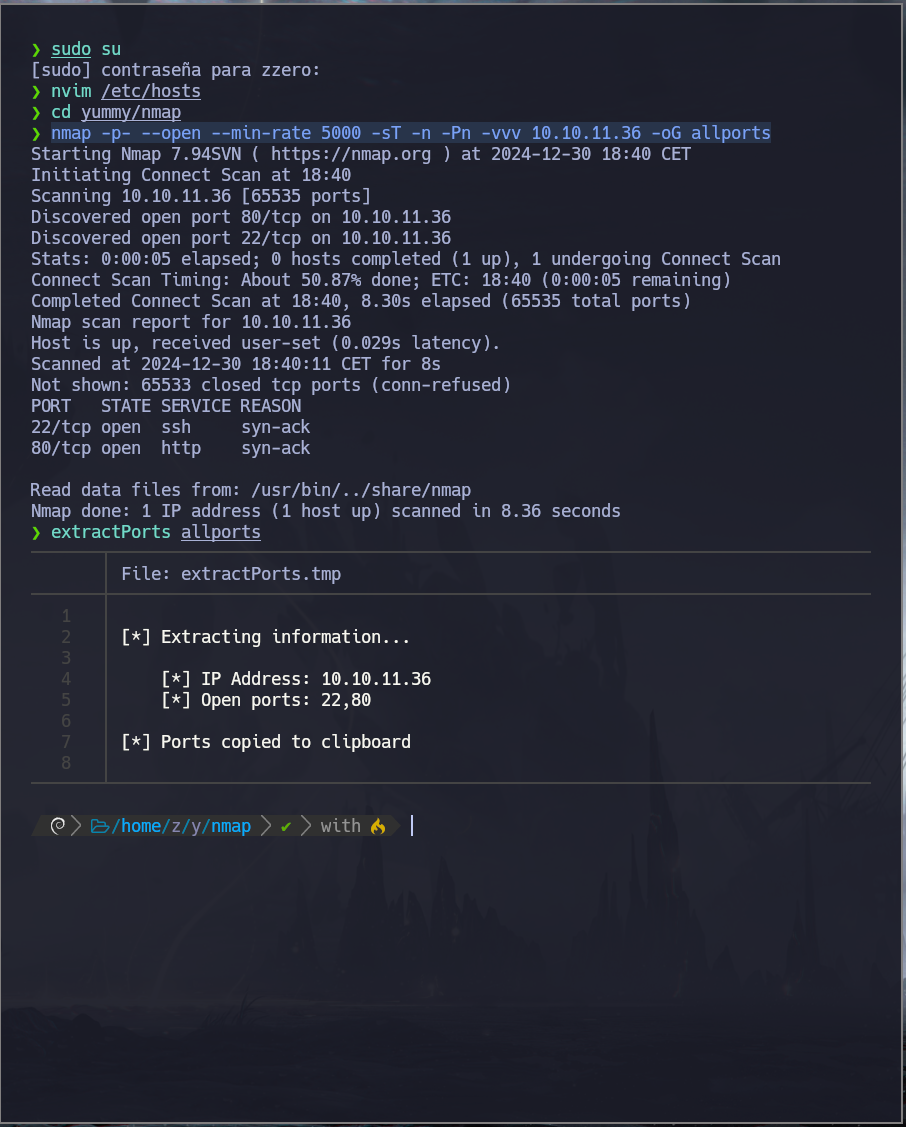 ❯ sudo su
[sudo] contraseña para zzero:
❯ nvim /etc/hosts
❯ cd yummy/nmap
❯ nmap -p- --open --min-rate 5000 -sT -n -Pn -vvv 10.10.11.36 -oG allports
Starting Nmap 7.94SVN ( https://nmap.org ) at 2024-12-30 18:40 CET
Initiating Connect Scan at 18:40
Scanning 10.10.11.36 [65535 ports]
Discovered open port 80/tcp on 10.10.11.36
Discovered open port 22/tcp on 10.10.11.36
Stats: 0:00:05 elapsed; 0 hosts completed (1 up), 1 undergoing Connect Scan
Connect Scan Timing: About 50.87% done; ETC: 18:40 (0:00:05 remaining)
Completed Connect Scan at 18:40, 8.30s elapsed (65535 total ports)
Nmap scan report for 10.10.11.36
Host is up, received user-set (0.029s latency).
Scanned at 2024-12-30 18:40:11 CET for 8s
Not shown: 65533 closed tcp ports (conn-refused)
PORT   STATE SERVICE REASON
22/tcp open  ssh     syn-ack
80/tcp open  http    syn-ack
Read data files from: /usr/bin/../share/nmap
Nmap done: 1 IP address (1 host up) scanned in 8.36 seconds
❯ extractPorts allports
File: extractPorts.tmp
1
2 [*] Extracting information...
3
4 [*] IP Address: 10.10.11.36
5 [*] Open ports: 22,80
6
7 [*] Ports copied to clipboard
8
/home/z/y/nmap ✔ with 🔥